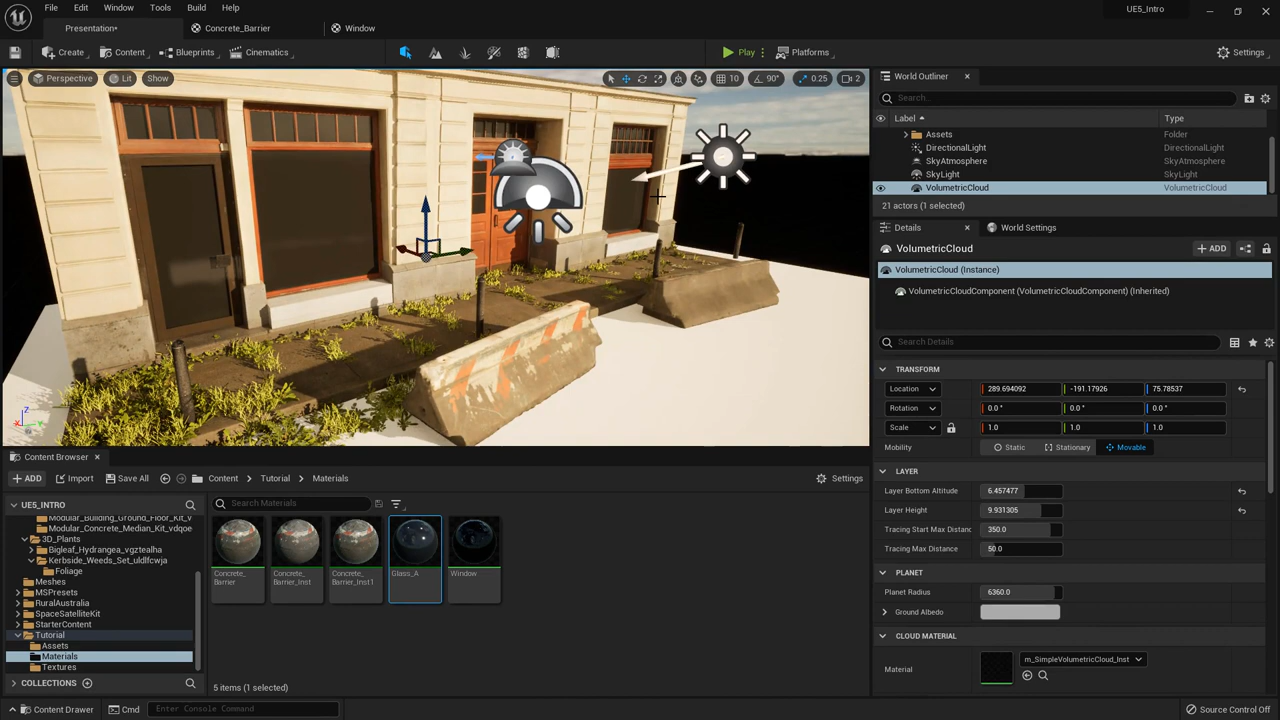 File Edit Window Tools Build Help
UE5_Intro
Presentation*
Concrete_Barrier
Window
Create
Content
Blueprints
Cinematics
Play
Platforms
Settings
Perspective
Lit
Show
10
90°
0.25
2
World Outliner
Search...
Label
Type
Assets
Folder
DirectionalLight
DirectionalLight
SkyAtmosphere
SkyAtmosphere
SkyLight
SkyLight
VolumetricCloud
VolumetricCloud
21 actors (1 selected)
Details
World Settings
VolumetricCloud
ADD
VolumetricCloud (Instance)
VolumetricCloudComponent (VolumetricCloudComponent) (Inherited)
Search Details
TRANSFORM
Location
289.694092
-191.17926
75.78537
Rotation
0.0 °
0.0 °
0.0 °
Scale
1.0
1.0
1.0
Mobility
Static
Stationary
Movable
LAYER
Layer Bottom Altitude
6.457477
Layer Height
9.931305
Tracing Start Max Distanc
350.0
Tracing Max Distance
50.0
PLANET
Planet Radius
6360.0
Ground Albedo
CLOUD MATERIAL
Material
m_SimpleVolumetricCloud_Inst
Z
X
Y
Content Browser
ADD
Import
Save All
Content
Tutorial
Materials
Settings
UE5_INTRO
Modular_Building_Ground_Floor_Kit_v
Modular_Concrete_Median_Kit_vdqoe
3D_Plants
Bigleaf_Hydrangea_vgztealha
Kerbside_Weeds_Set_uldlfcwja
Foliage
Meshes
MSPresets
RuralAustralia
SpaceSatelliteKit
StarterContent
Tutorial
Assets
Materials
Textures
COLLECTIONS
Search Materials
Concrete_
Barrier
Concrete_
Barrier_Inst
Concrete_
Barrier_Inst1
Glass_A
Window
5 items (1 selected)
Content Drawer
Cmd
Enter Console Command
Source Control Off